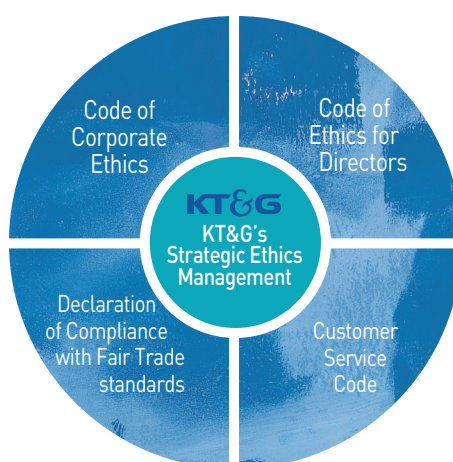 Code of
Corporate
Ethics
Code of
Ethics for
Directors
KT&G
KT&G's
Strategic Ethics
Management
Declaration
of Compliance
with Fair Trade
standards
Customer
Service
Code